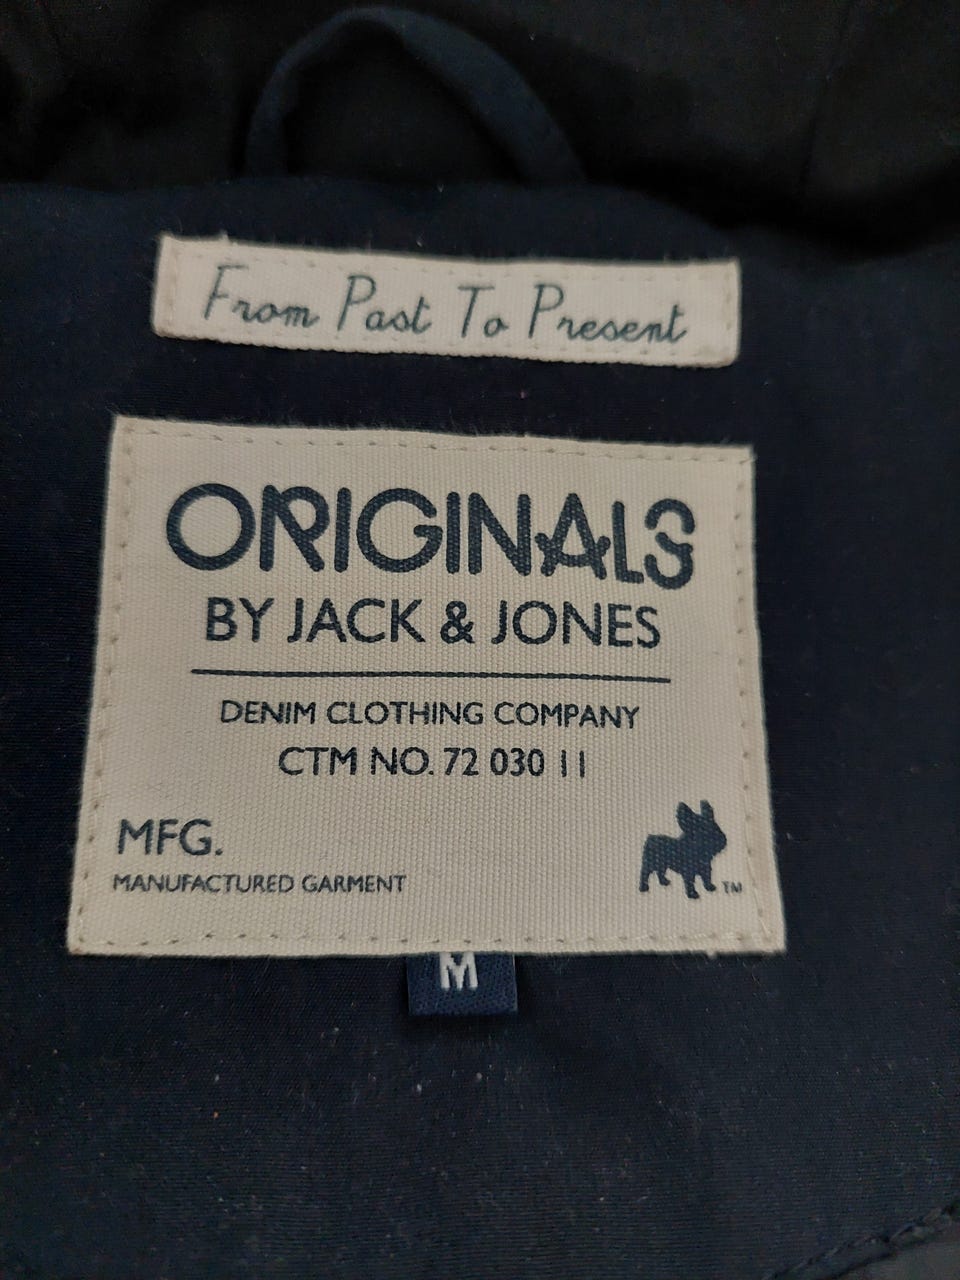 From Past To Present
ORIGINALS
BY JACK & JONES
DENIM CLOTHING COMPANY
CTM NO. 72 030 11
MFG.
MANUFACTURED GARMENT
TM
M